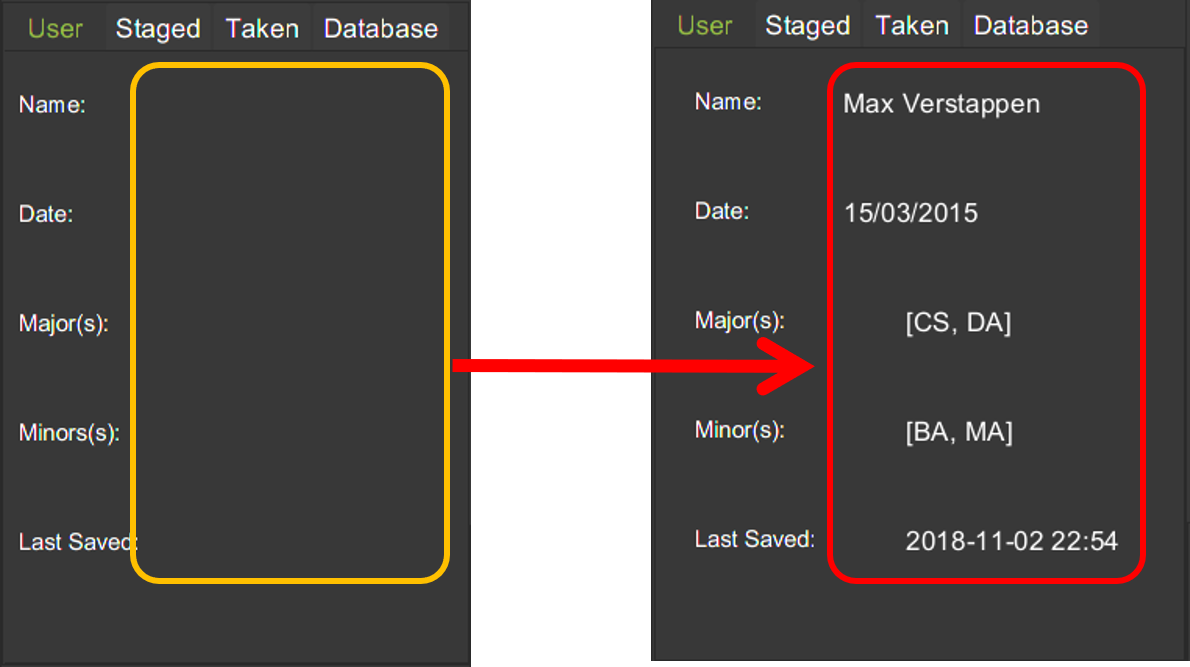 User Staged Taken Database
Name:
Date:
Major(s):
Minors(s):
Last Saved:
User Staged Taken Database
Name: Max Verstappen
Date: 15/03/2015
Major(s): [CS, DA]
Minor(s): [BA, MA]
Last Saved: 2018-11-02 22:54